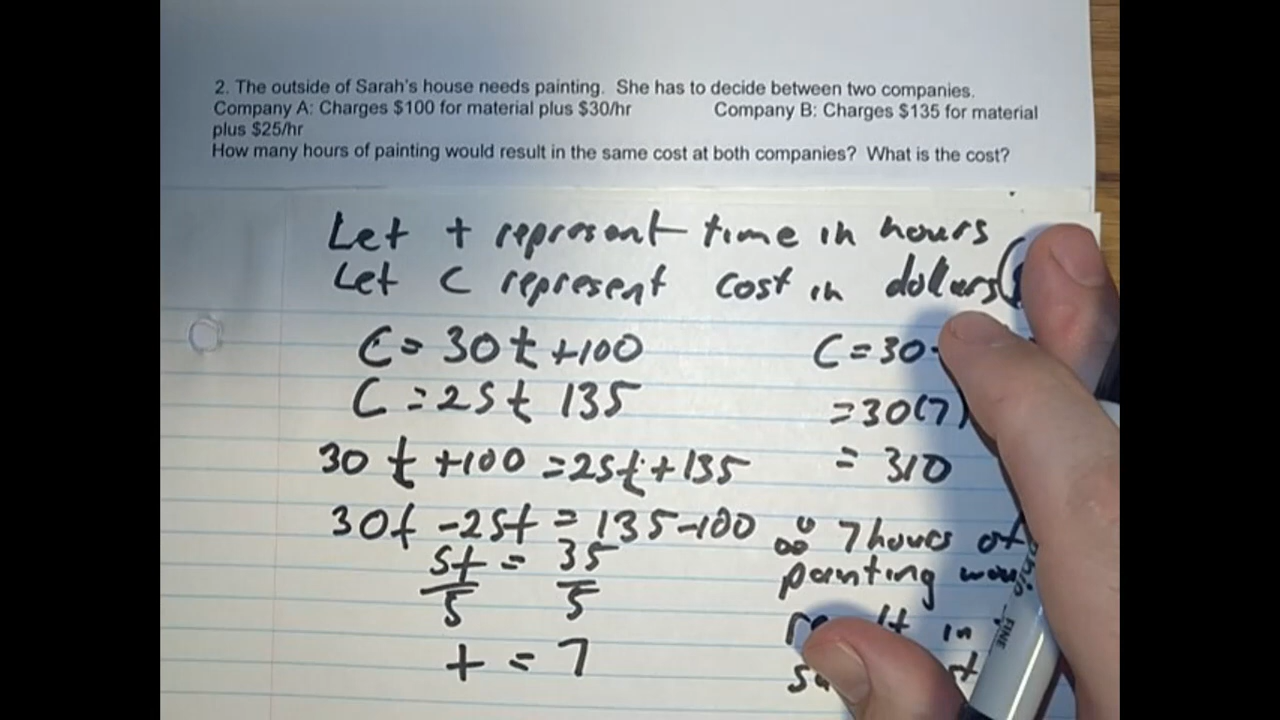 2. The outside of Sarah's house needs painting. She has to decide between two companies.
Company A: Charges $100 for material plus $30/hr Company B: Charges $135 for material
plus $25/hr
How many hours of painting would result in the same cost at both companies? What is the cost?
Let t represent time in hours
Let C represent cost in dollars(
C = 30t +100
C = 25t 135
30t +100 = 25t + 135
30t - 25t = 135-100
5t = 35
5 5
t = 7
C = 30
= 30(7)
= 310
7 hours of
painting
in
FINE